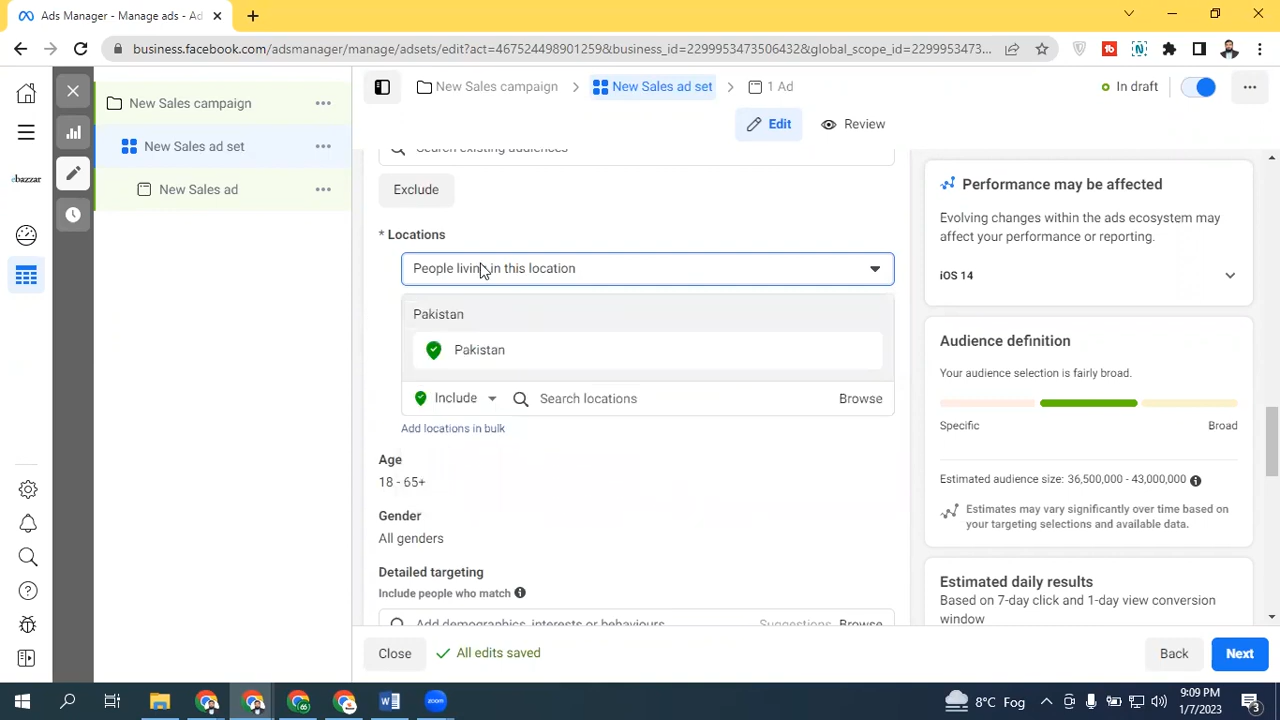 Ads Manager - Manage ads - Ad
business.facebook.com/adsmanager/manage/adsets/edit?act=467524498901259&business_id=2299953473506432&global_scope_id=2299953473...
New Sales campaign
New Sales ad set
New Sales ad
ebazzar
New Sales campaign
New Sales ad set
1 Ad
In draft
Edit
Review
Search existing audiences
Exclude
* Locations
People living in this location
Pakistan
Pakistan
Include
Search locations
Browse
Add locations in bulk
Age
18 - 65+
Gender
All genders
Detailed targeting
Include people who match
Add demographics, interests or behaviours
Suggestions
Browse
Performance may be affected
Evolving changes within the ads ecosystem may
affect your performance or reporting.
iOS 14
Audience definition
Your audience selection is fairly broad.
Specific
Broad
Estimated audience size: 36,500,000 - 43,000,000
Estimates may vary significantly over time based on
your targeting selections and available data.
Estimated daily results
Based on 7-day click and 1-day view conversion
window
Close
All edits saved
Back
Next
zoom
8°C Fog
9:09 PM
1/7/2023
3